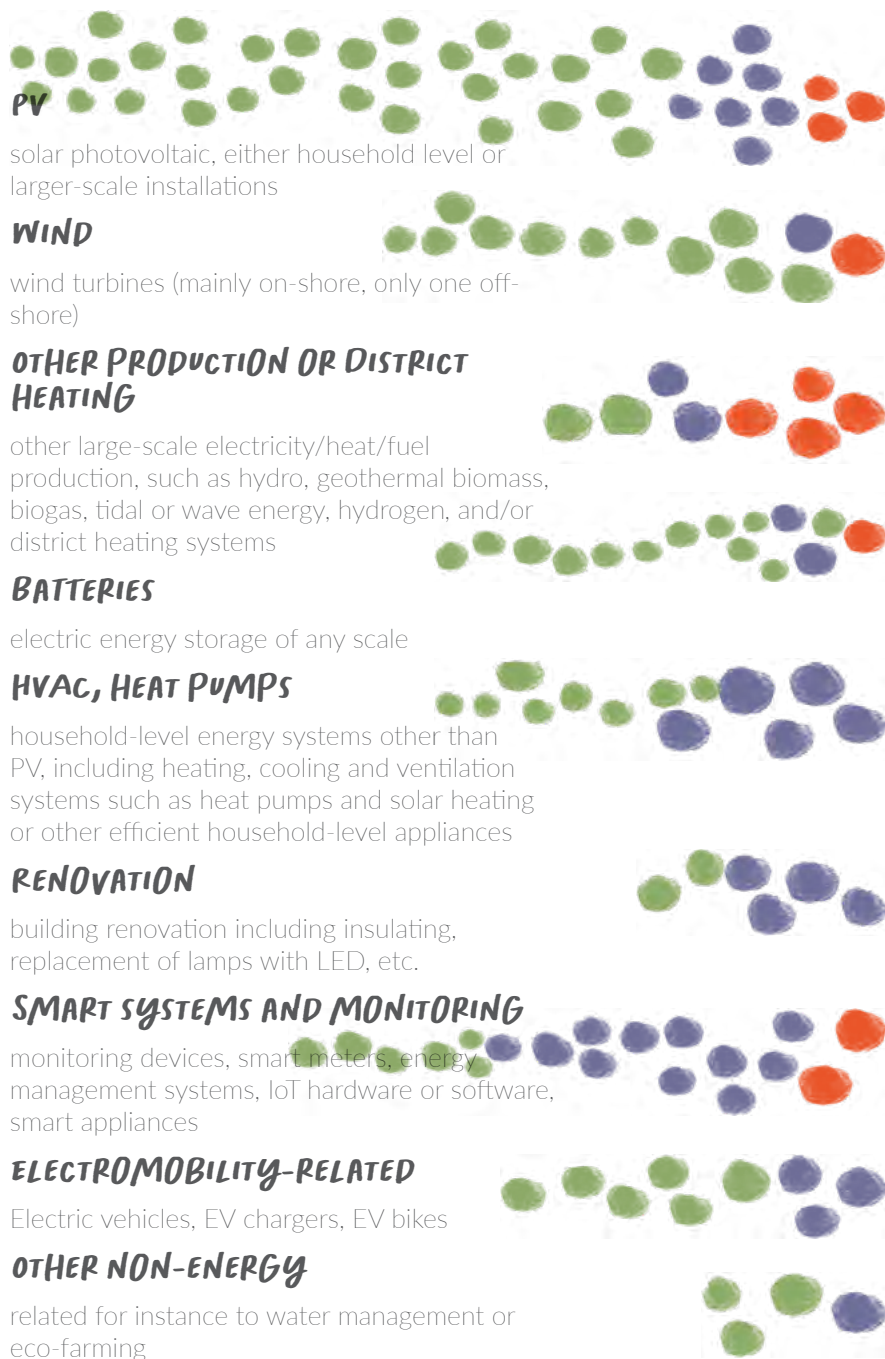 PV
solar photovoltaic, either household level or
larger-scale installations
WIND
wind turbines (mainly on-shore, only one off-
shore)
OTHER PRODUCTION OR DISTRICT
HEATING
other large-scale electricity/heat/fuel
production, such as hydro, geothermal biomass,
biogas, tidal or wave energy, hydrogen, and/or
district heating systems
BATTERIES
electric energy storage of any scale
HVAC, HEAT PUMPS
household-level energy systems other than
PV, including heating, cooling and ventilation
systems such as heat pumps and solar heating
or other efficient household-level appliances
RENOVATION
building renovation including insulating,
replacement of lamps with LED, etc.
SMART SYSTEMS AND MONITORING
monitoring devices, smart meters, energy
management systems, IoT hardware or software,
smart appliances
ELECTROMOBILITY-RELATED
Electric vehicles, EV chargers, EV bikes
OTHER NON-ENERGY
related for instance to water management or
eco-farming